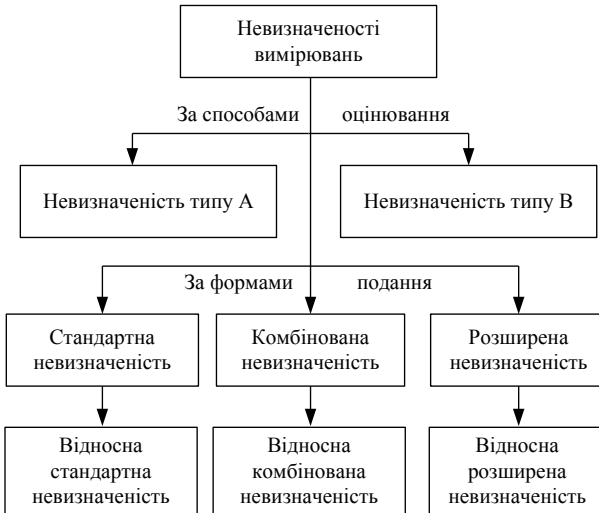 Невизначеності
вимірювань
За способами оцінювання
Невизначеність типу А
Невизначеність типу В
За формами подання
Стандартна
невизначеність
Комбінована
невизначеність
Розширена
невизначеність
Відносна
стандартна
невизначеність
Відносна
комбінована
невизначеність
Відносна
розширена
невизначеність